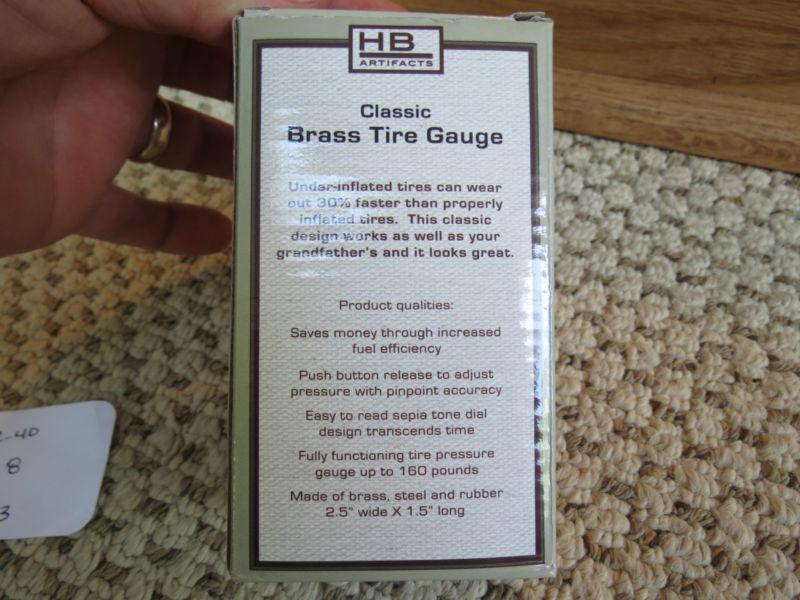 HB
ARTIFACTS
Classic
Brass Tire Gauge
Under-inflated tires can wear
out 30% faster than properly
inflated tires. This classic
design works as well as your
grandfather's and it looks great.
Product qualities:
Saves money through increased
fuel efficiency
Push button release to adjust
pressure with pinpoint accuracy
Easy to read sepia tone dial
design transcends time
Fully functioning tire pressure
gauge up to 160 pounds
Made of brass, steel and rubber
2.5" wide X 1.5" long
-40
8
3